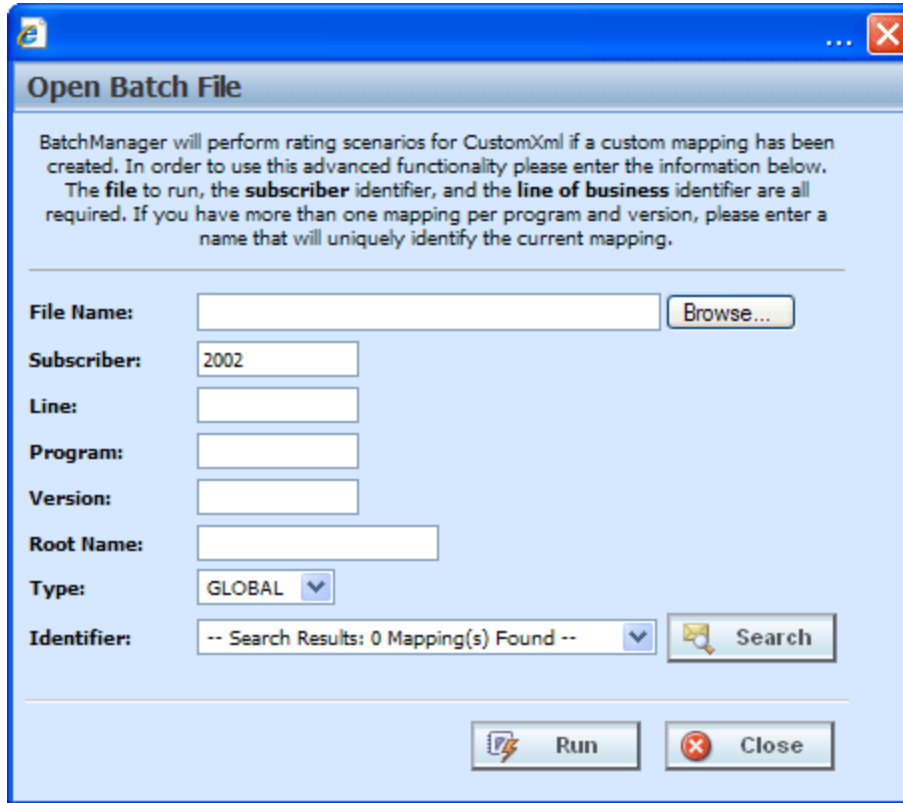 ...
Open Batch File
BatchManager will perform rating scenarios for CustomXml if a custom mapping has been
created. In order to use this advanced functionality please enter the information below.
The file to run, the subscriber identifier, and the line of business identifier are all
required. If you have more than one mapping per program and version, please enter a
name that will uniquely identify the current mapping.
File Name: Browse...
Subscriber: 2002
Line:
Program:
Version:
Root Name:
Type: GLOBAL
Identifier: -- Search Results: 0 Mapping(s) Found -- Search
Run Close